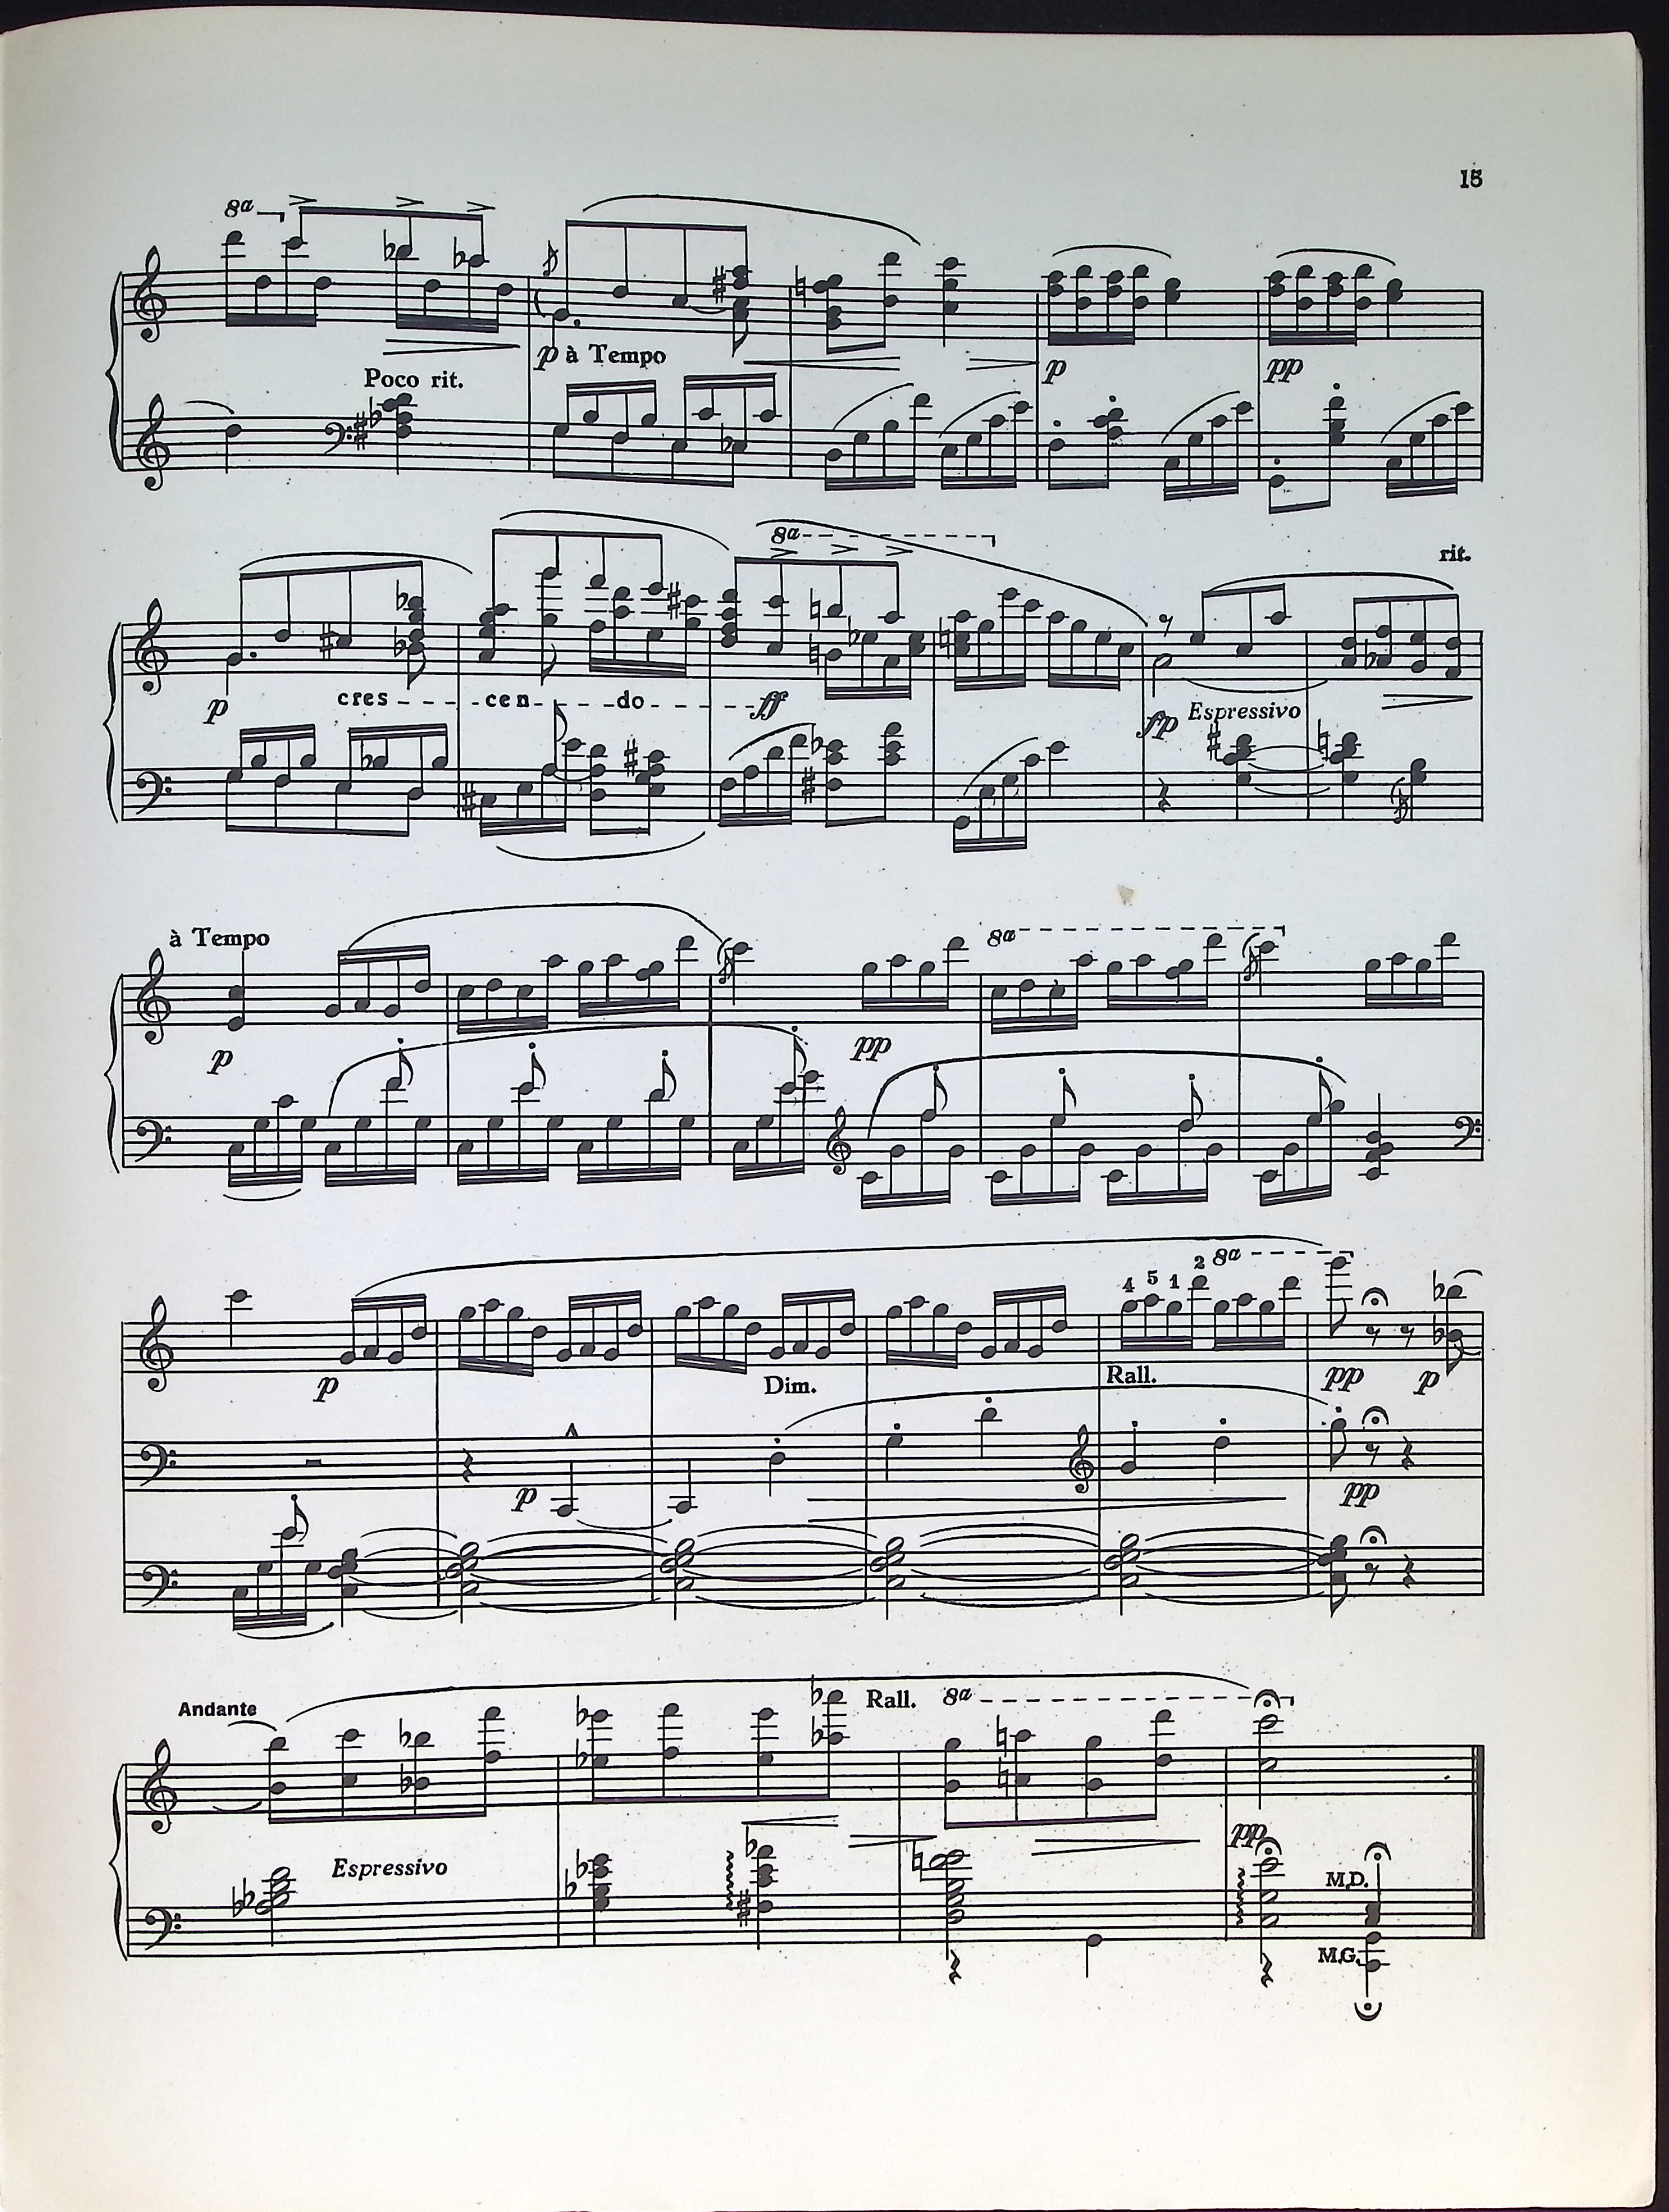 15
8a
p à Tempo
Poco rit.
p
pp
8a
rit.
p
cres - - - - cen - - - - do - - - - - - ff
fp Espressivo
à Tempo
8a
p
pp
4 5 1 2 8a
p
Dim.
Rall.
pp
p
p
pp
Andante
Rall. 8a
Espressivo
pp
M.D.
M.G.